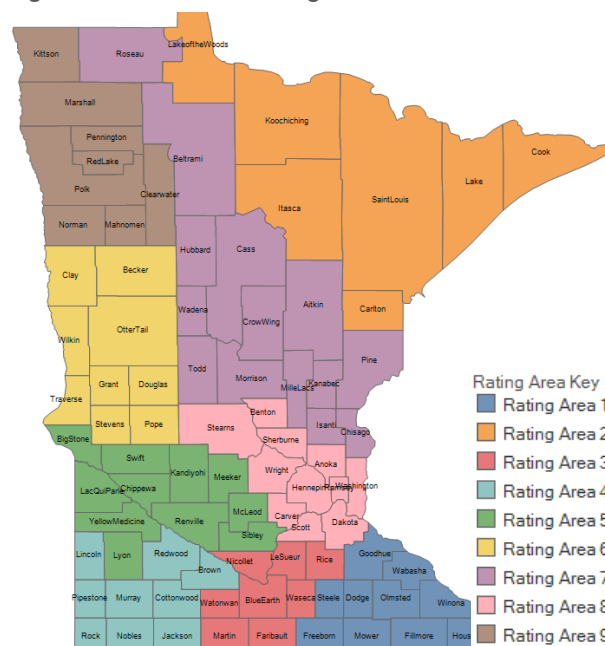 LakeoftheWoods
Kittson
Roseau
Marshall
Koochiching
Pennington
Cook
Beltrami
RedLake
Polk
Clearwater
Lake
SaintLouis
Itasca
Norman
Mahnomen
Hubbard
Cass
Clay
Becker
Aitkin
Wadena
Carlton
CrowWing
OtterTail
Wilkin
Pine
Todd
Morrison
Grant
Douglas
MilleLacs
Kanabec
Traverse
Benton
Stearns
Stevens
Pope
Isanti
Chisago
BigStone
Sherburne
Swift
Wright
Anoka
Kandiyohi
Meeker
Hennepin
Ramsey
Washington
LacQuiParle
Chippewa
McLeod
Carver
YellowMedicine
Renville
Scott
Dakota
Sibley
Lincoln
Lyon
Redwood
Nicollet
LeSueur
Rice
Goodhue
Brown
Wabasha
Pipestone
Murray
Cottonwood
Watonwan
BlueEarth
Waseca
Steele
Dodge
Olmsted
Winona
Rock
Nobles
Jackson
Martin
Faribault
Freeborn
Mower
Fillmore
Hous
Rating Area Key
Rating Area 1
Rating Area 2
Rating Area 3
Rating Area 4
Rating Area 5
Rating Area 6
Rating Area 7
Rating Area 8
Rating Area 9